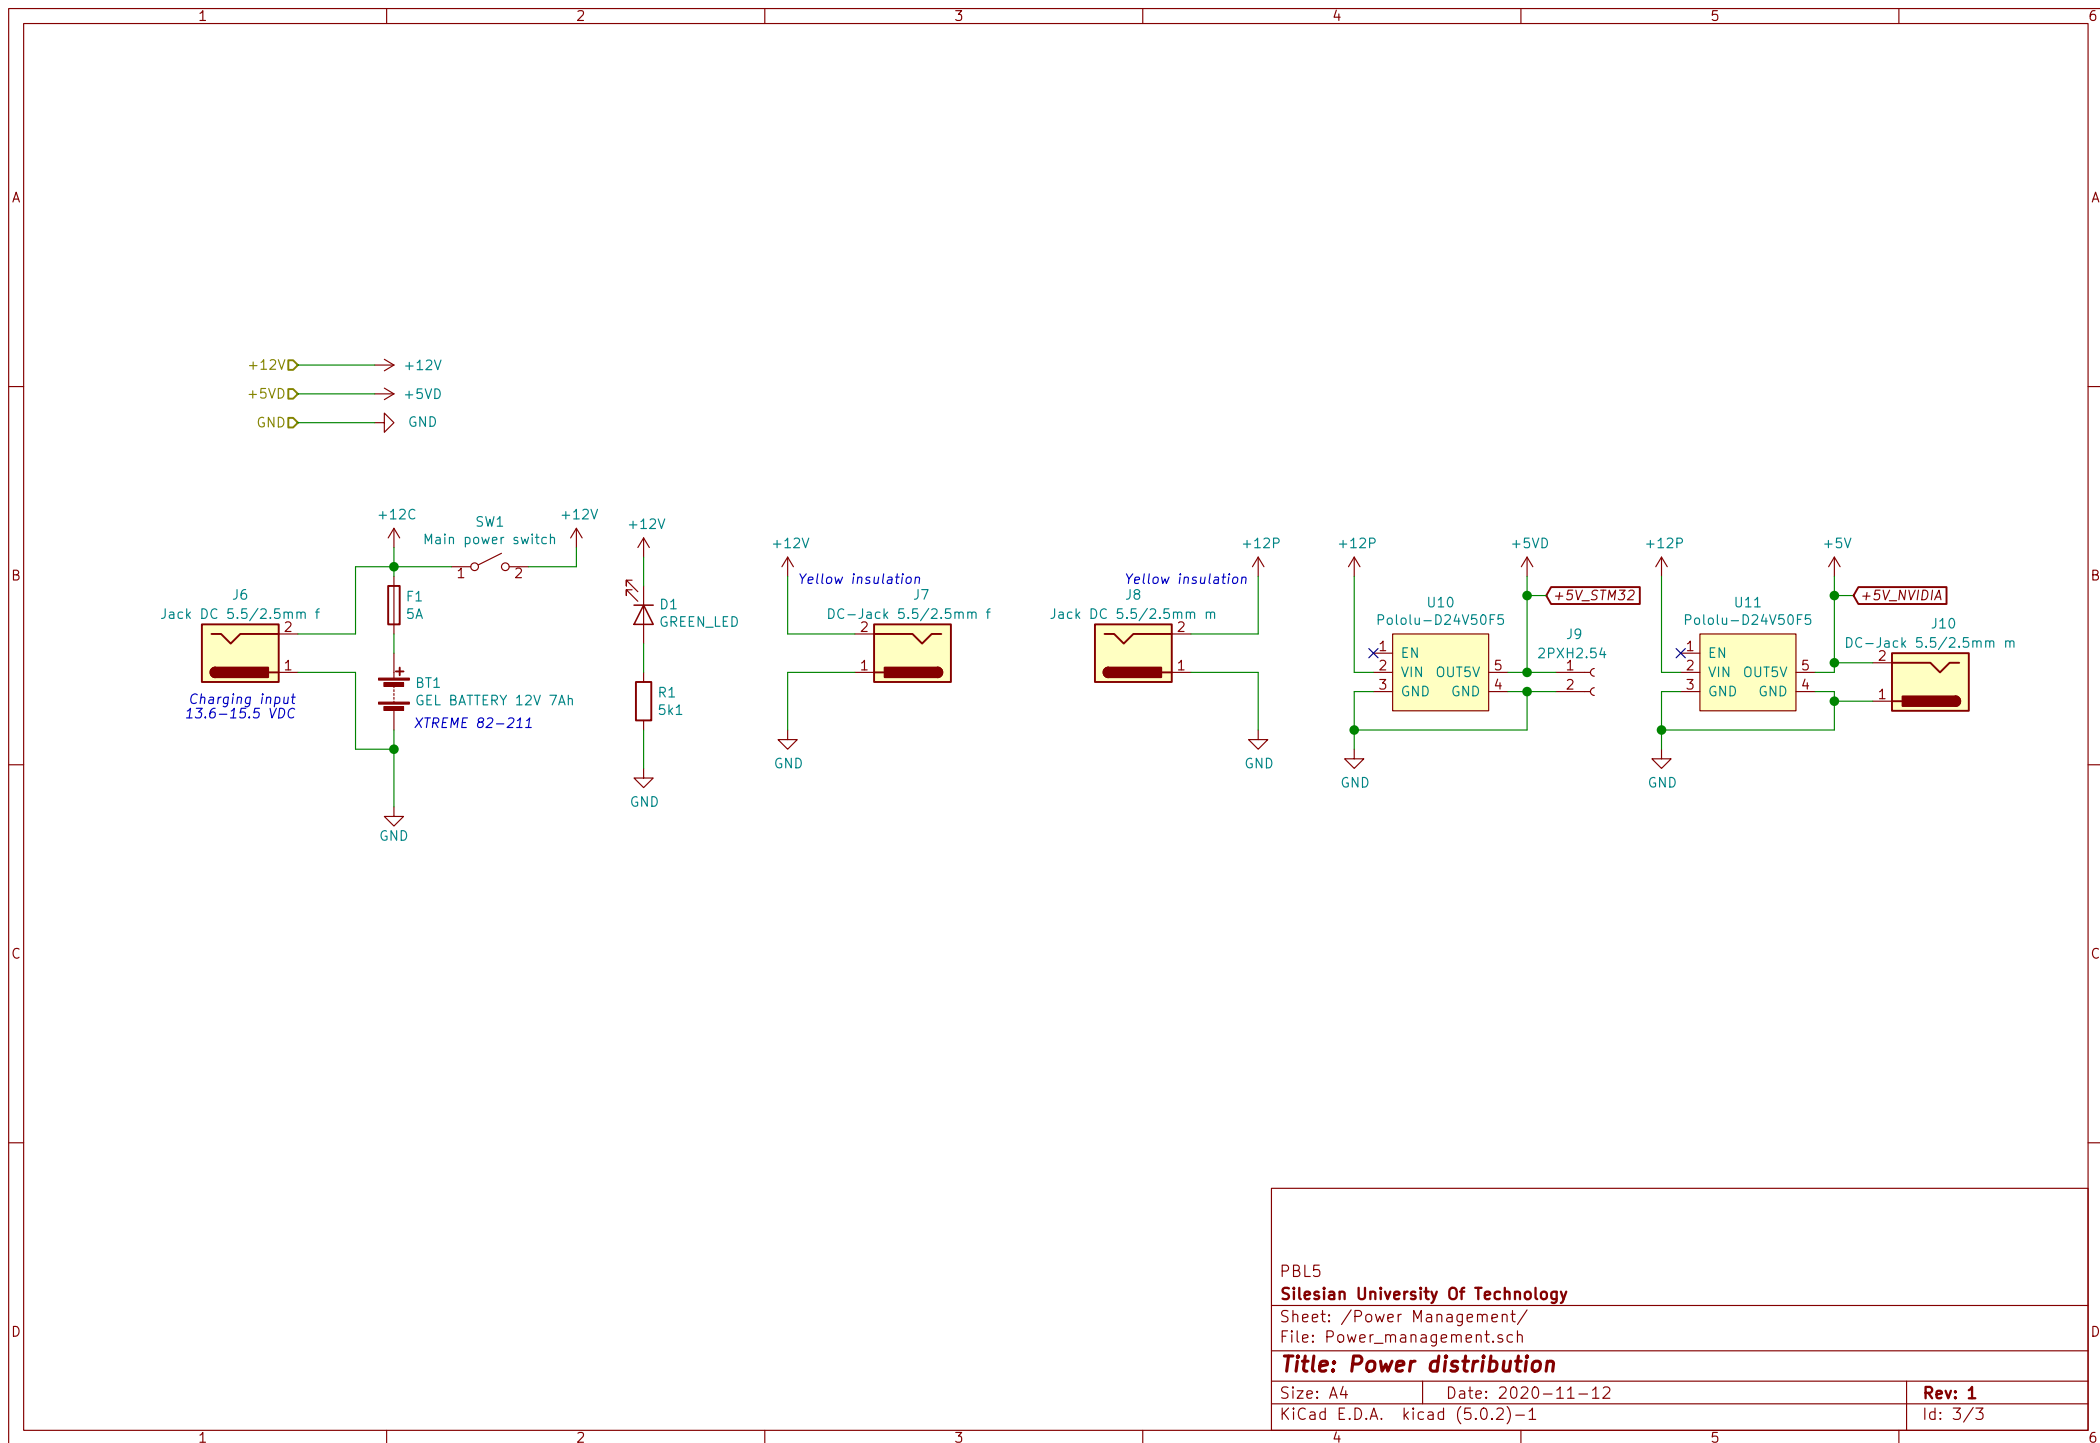 1 2 3 4 5 6
A A
B B
C C
D D
+12V +12V
+5VD +5VD
GND GND
+12C
SW1
Main power switch
1 2
+12V
F1
5A
J6
Jack DC 5.5/2.5mm f
2
1
Charging input
13.6-15.5 VDC
+
BT1
GEL BATTERY 12V 7Ah
XTREME 82-211
GND
+12V
D1
GREEN_LED
R1
5k1
GND
+12V
Yellow insulation
J7
DC-Jack 5.5/2.5mm f
2
1
GND
+12P
Yellow insulation
J8
Jack DC 5.5/2.5mm m
2
1
GND
+12P
U10
Pololu-D24V50F5
1 EN
2 VIN OUT5V 5
3 GND GND 4
+5VD
+5V_STM32
J9
2PXH2.54
1
2
GND
+12P
U11
Pololu-D24V50F5
1 EN
2 VIN OUT5V 5
3 GND GND 4
+5V
+5V_NVIDIA
J10
DC-Jack 5.5/2.5mm m
2
1
GND
PBL5
Silesian University Of Technology
Sheet: /Power Management/
File: Power_management.sch
Title: Power distribution
Size: A4 Date: 2020-11-12 Rev: 1
KiCad E.D.A. kicad (5.0.2)-1 Id: 3/3
1 2 3 4 5 6